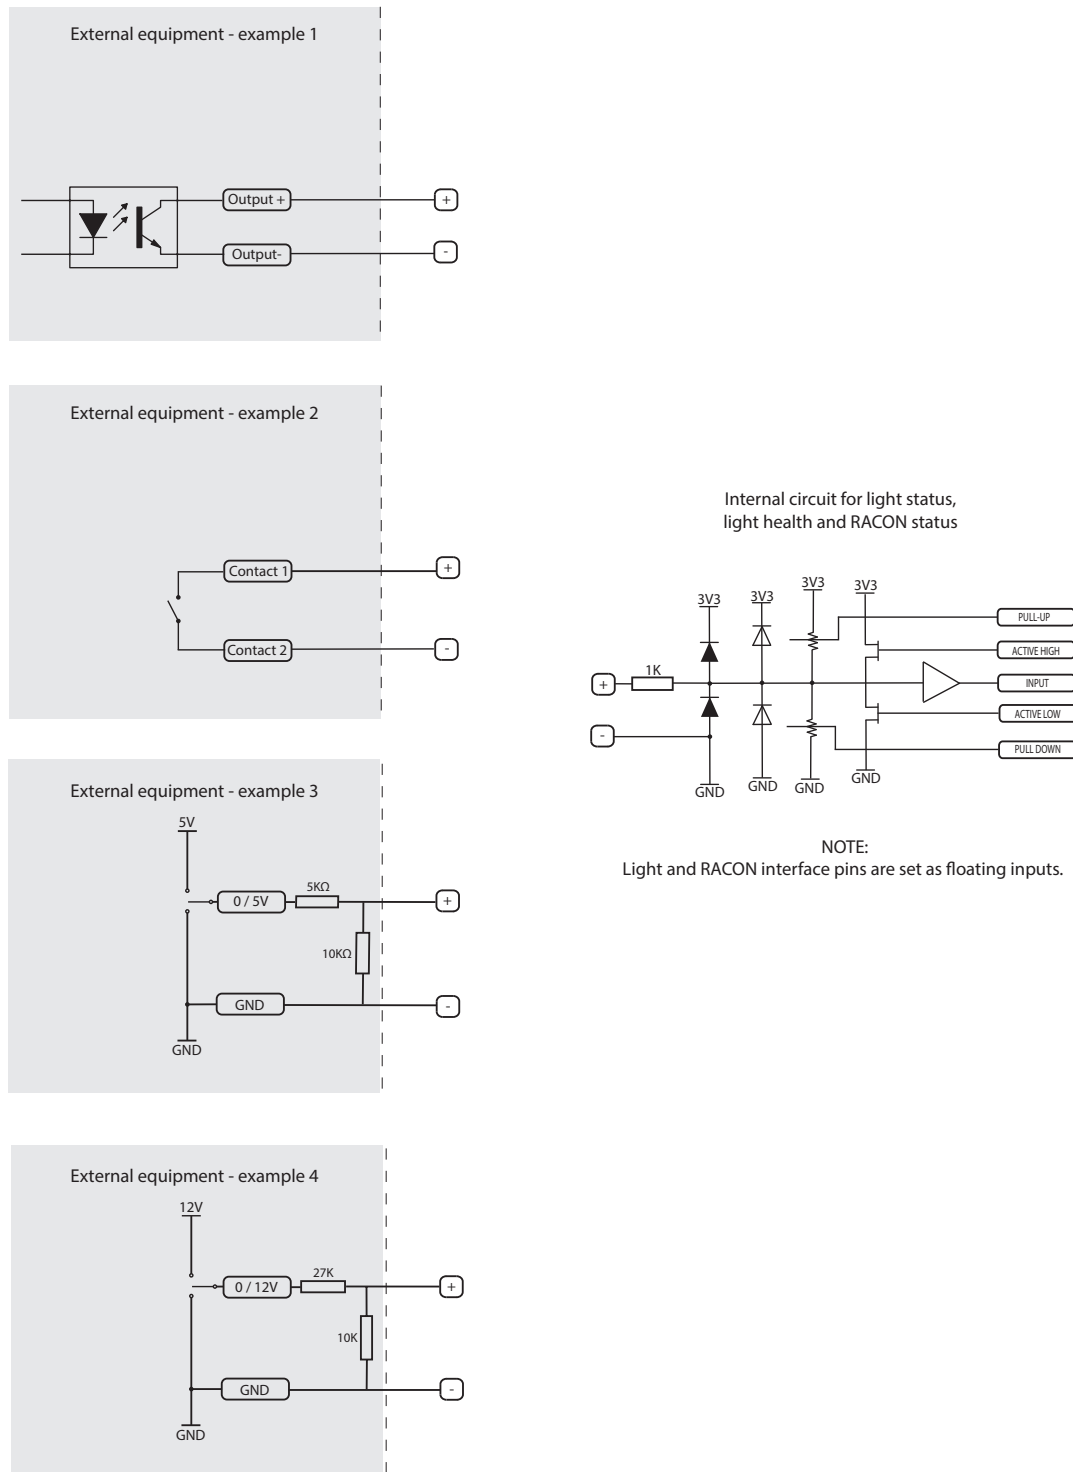 External equipment - example 1
Output +
+
Output-
-
External equipment - example 2
Contact 1
+
Contact 2
-
Internal circuit for light status,
light health and RACON status
3V3
3V3
3V3
3V3
PULL-UP
1K
ACTIVE HIGH
+
INPUT
ACTIVE LOW
-
PULL DOWN
GND
GND
GND
GND
NOTE:
Light and RACON interface pins are set as floating inputs.
External equipment - example 3
5V
5KΩ
0 / 5V
+
10KΩ
GND
-
GND
External equipment - example 4
12V
27K
0 / 12V
+
10K
GND
-
GND